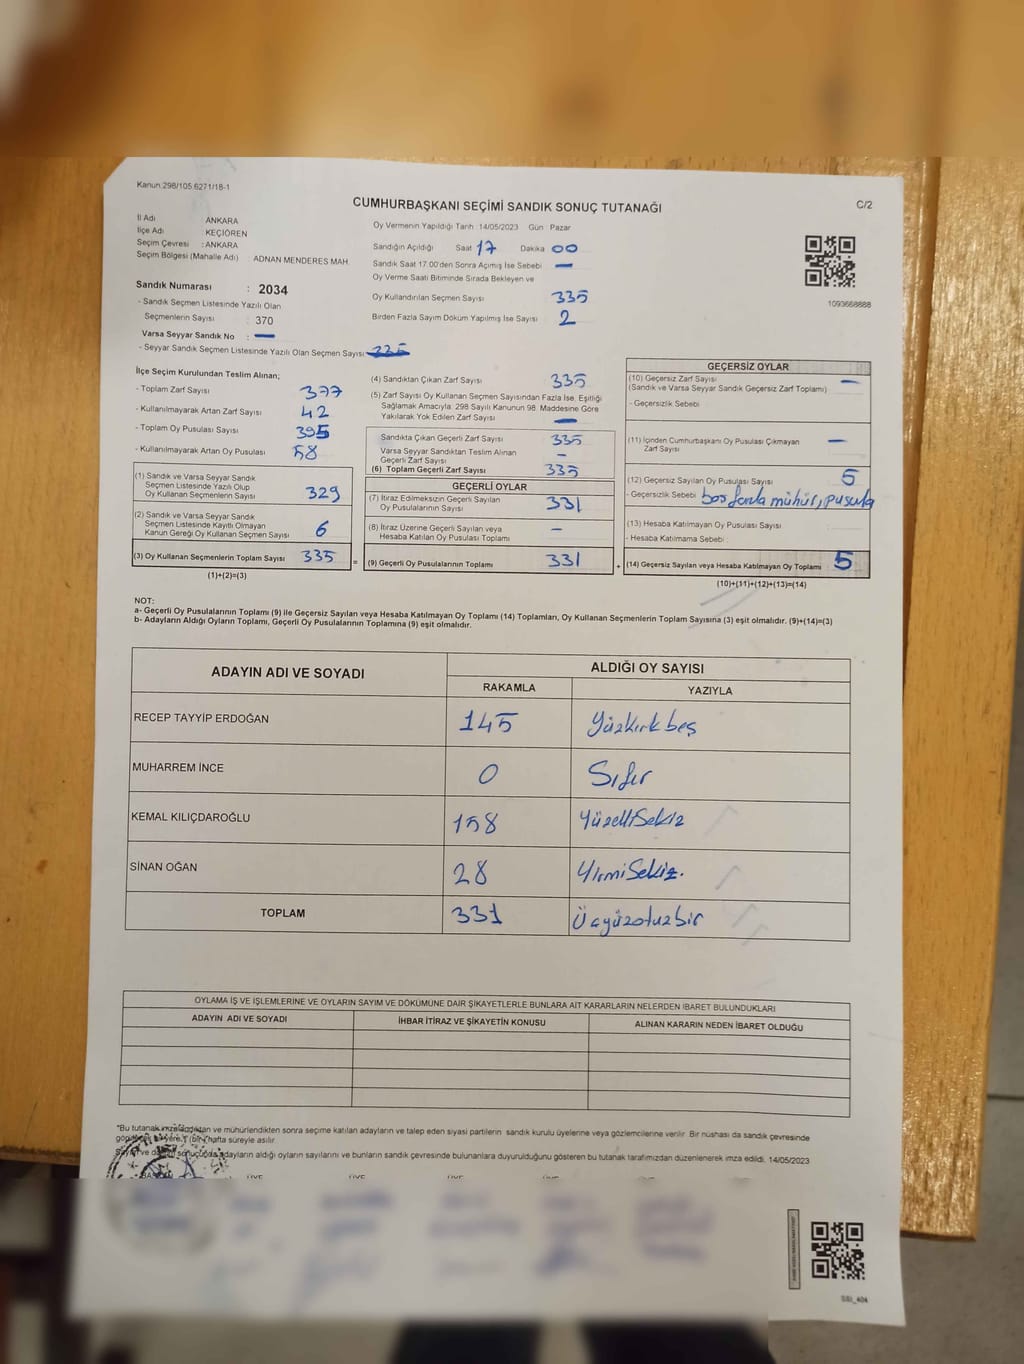 Kanun:298/105.6271/18-1
CUMHURBAŞKANI SEÇİMİ SANDIK SONUÇ TUTANAĞI
C/2
İl Adı ANKARA
İlçe Adı KEÇİÖREN
Seçim Çevresi : ANKARA
Seçim Bölgesi (Mahalle Adı) : ADNAN MENDERES MAH.
Sandık Numarası : 2034
- Sandık Seçmen Listesinde Yazılı Olan
Seçmenlerin Sayısı : 370
Varsa Seyyar Sandık No : —
- Seyyar Sandık Seçmen Listesinde Yazılı Olan Seçmen Sayısı
Oy Vermenin Yapıldığı Tarih 14/05/2023 Gün Pazar
Sandığın Açıldığı Saat 17 Dakika 00
Sandık Saat 17:00'den Sonra Açımış İse Sebebi —
Oy Verme Saati Bitiminde Sırada Bekleyen ve
Oy Kullandırılan Seçmen Sayısı 335
Birden Fazla Sayım Döküm Yapılmış İse Sayısı 2
1093668888
İlçe Seçim Kurulundan Teslim Alınan;
- Toplam Zarf Sayısı 377
- Kullanılmayarak Artan Zarf Sayısı 42
- Toplam Oy Pusulası Sayısı 395
- Kullanılmayarak Artan Oy Pusulası 58
(1) Sandık ve Varsa Seyyar Sandık
Seçmen Listesinde Yazılı Olup
Oy Kullanan Seçmenlerin Sayısı 329
(2) Sandık ve Varsa Seyyar Sandık
Seçmen Listesinde Kayıtlı Olmayan
Kanun Gereği Oy Kullanan Seçmen Sayısı 6
(3) Oy Kullanan Seçmenlerin Toplam Sayısı 335
(1)+(2)=(3)
(4) Sandıktan Çıkan Zarf Sayısı 335
(5) Zarf Sayısı Oy Kullanan Seçmen Sayısından Fazla İse, Eşitliği
Sağlamak Amacıyla; 298 Sayılı Kanunun 98. Maddesine Göre
Yakılarak Yok Edilen Zarf Sayısı —
Sandıkta Çıkan Geçerli Zarf Sayısı 335
Varsa Seyyar Sandıktan Teslim Alınan
Geçerli Zarf Sayısı —
(6) Toplam Geçerli Zarf Sayısı 335
GEÇERLİ OYLAR
(7) İtiraz Edilmeksizin Geçerli Sayılan
Oy Pusulalarının Sayısı 331
(8) İtiraz Üzerine Geçerli Sayılan veya
Hesaba Katılan Oy Pusulası Toplamı —
= (9) Geçerli Oy Pusulalarının Toplamı 331
GEÇERSİZ OYLAR
(10) Geçersiz Zarf Sayısı —
(Sandık ve Varsa Seyyar Sandık Geçersiz Zarf Toplamı)
- Geçersizlik Sebebi
(11) İçinden Cumhurbaşkanı Oy Pusulası Çıkmayan
Zarf Sayısı —
(12) Geçersiz Sayılan Oy Pusulası Sayısı 5
- Geçersizlik Sebebi boş fazla mühür, pusula
(13) Hesaba Katılmayan Oy Pusulası Sayısı
- Hesaba Katılmama Sebebi :
+ (14) Geçersiz Sayılan veya Hesaba Katılmayan Oy Toplamı 5
(10)+(11)+(12)+(13)=(14)
NOT:
a- Geçerli Oy Pusulalarının Toplamı (9) ile Geçersiz Sayılan veya Hesaba Katılmayan Oy Toplamı (14) Toplamları, Oy Kullanan Seçmenlerin Toplam Sayısına (3) eşit olmalıdır. (9)+(14)=(3)
b- Adayların Aldığı Oyların Toplamı, Geçerli Oy Pusulalarının Toplamına (9) eşit olmalıdır.
ADAYIN ADI VE SOYADI ALDIĞI OY SAYISI
RAKAMLA YAZIYLA
RECEP TAYYİP ERDOĞAN 145 Yüzkırkbeş
MUHARREM İNCE 0 Sıfır
KEMAL KILIÇDAROĞLU 158 Yüzellisekiz
SİNAN OĞAN 28 YirmiSekiz.
TOPLAM 331 Üçyüzotuzbir
OYLAMA İŞ VE İŞLEMLERİNE VE OYLARIN SAYIM VE DÖKÜMÜNE DAİR ŞİKAYETLERLE BUNLARA AİT KARARLARIN NELERDEN İBARET BULUNDUKLARI
ADAYIN ADI VE SOYADI İHBAR İTİRAZ VE ŞİKAYETİN KONUSU ALINAN KARARIN NEDEN İBARET OLDUĞU
*Bu tutanak imzalandıktan ve mühürlendikten sonra seçime katılan adayların ve talep eden siyasi partilerin sandık kurulu üyelerine veya gözlemcilerine verilir. Bir nüshası da sandık çevresinde
bir hafta süreyle asılır.
ve döküm sonucunda adayların aldığı oyların sayılarını ve bunların sandık çevresinde bulunanlara duyurulduğunu gösteren bu tutanak tarafımızdan düzenlenerek imza edildi. 14/05/2023
SSI_404